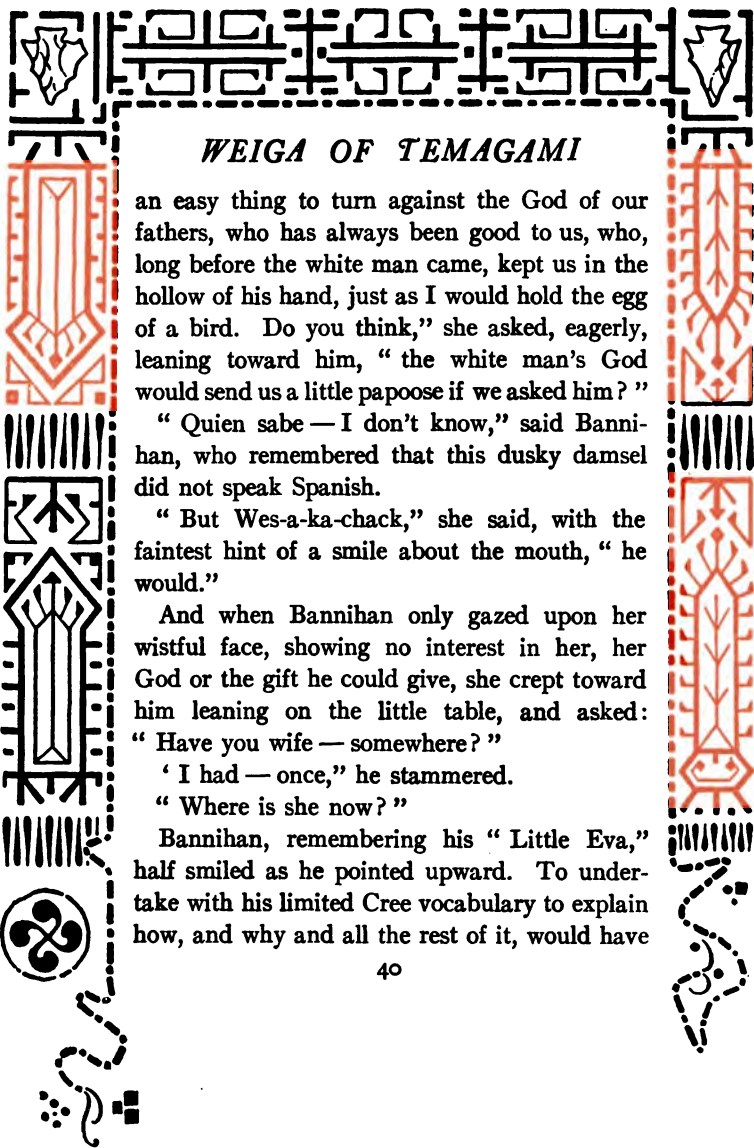 WEIGA OF TEMAGAMI
an easy thing to turn against the God of our
fathers, who has always been good to us, who,
long before the white man came, kept us in the
hollow of his hand, just as I would hold the egg
of a bird. Do you think,” she asked, eagerly,
leaning toward him, “ the white man’s God
would send us a little papoose if we asked him? ”
“ Quien sabe — I don’t know,” said Banni-
han, who remembered that this dusky damsel
did not speak Spanish.
“ But Wes-a-ka-chack,” she said, with the
faintest hint of a smile about the mouth, “ he
would.”
And when Bannihan only gazed upon her
wistful face, showing no interest in her, her
God or the gift he could give, she crept toward
him leaning on the little table, and asked:
“ Have you wife — somewhere? ”
‘ I had — once,” he stammered.
“ Where is she now? ”
Bannihan, remembering his “ Little Eva,”
half smiled as he pointed upward. To under-
take with his limited Cree vocabulary to explain
how, and why and all the rest of it, would have
40